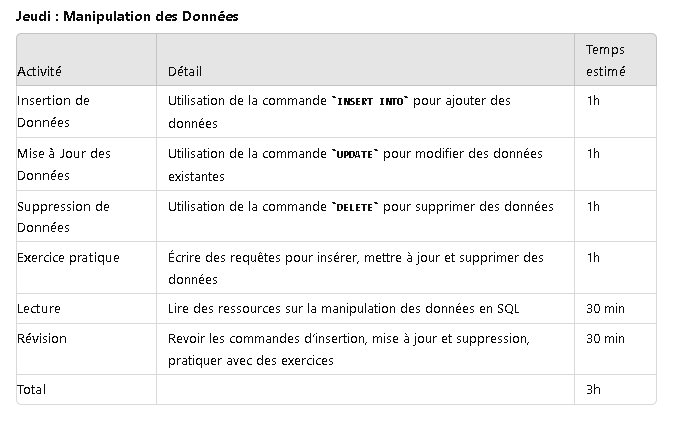 Jeudi : Manipulation des Données
Temps
Activité Détail estimé
Insertion de Utilisation de la commande `INSERT INTO` pour ajouter des 1h
Données données
Mise à Jour des Utilisation de la commande `UPDATE` pour modifier des données 1h
Données existantes
Suppression de Utilisation de la commande `DELETE` pour supprimer des données 1h
Données
Exercice pratique Écrire des requêtes pour insérer, mettre à jour et supprimer des 1h
données
Lecture Lire des ressources sur la manipulation des données en SQL 30 min
Révision Revoir les commandes d'insertion, mise à jour et suppression, 30 min
pratiquer avec des exercices
Total 3h